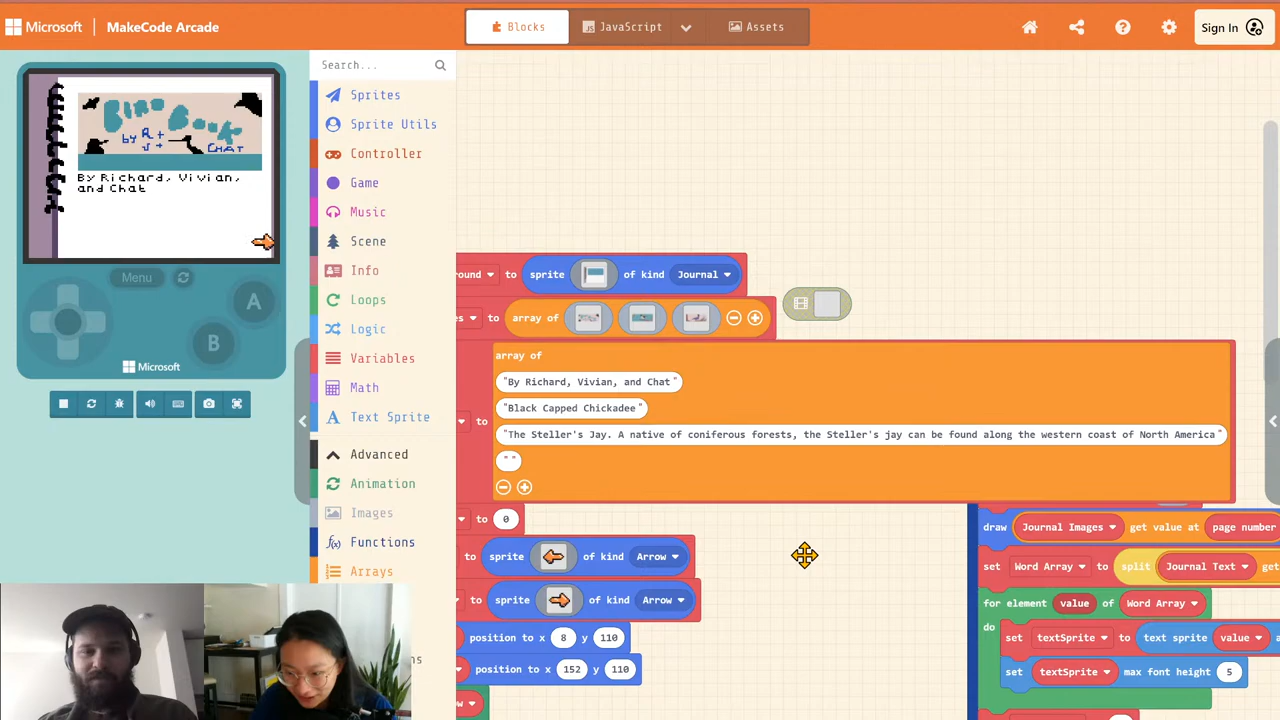 Microsoft | MakeCode Arcade
Blocks
JavaScript
Assets
Sign In
BirdBook
by R +
V +
CHAT
By Richard, Vivian,
and Chat
Menu
A
B
Microsoft
Search...
Sprites
Sprite Utils
Controller
Game
Music
Scene
Info
Loops
Logic
Variables
Math
Text Sprite
Advanced
Animation
Images
Functions
Arrays
to sprite of kind Journal
to array of
to array of
"By Richard, Vivian, and Chat"
"Black Capped Chickadee"
"The Steller's Jay. A native of coniferous forests, the Steller's jay can be found along the western coast of North America"
" "
to 0
to sprite of kind Arrow
to sprite of kind Arrow
position to x 8 y 110
position to x 152 y 110
draw Journal Images get value at page number
set Word Array to split Journal Text
for element value of Word Array
do
set textSprite to text sprite value
set textSprite max font height 5